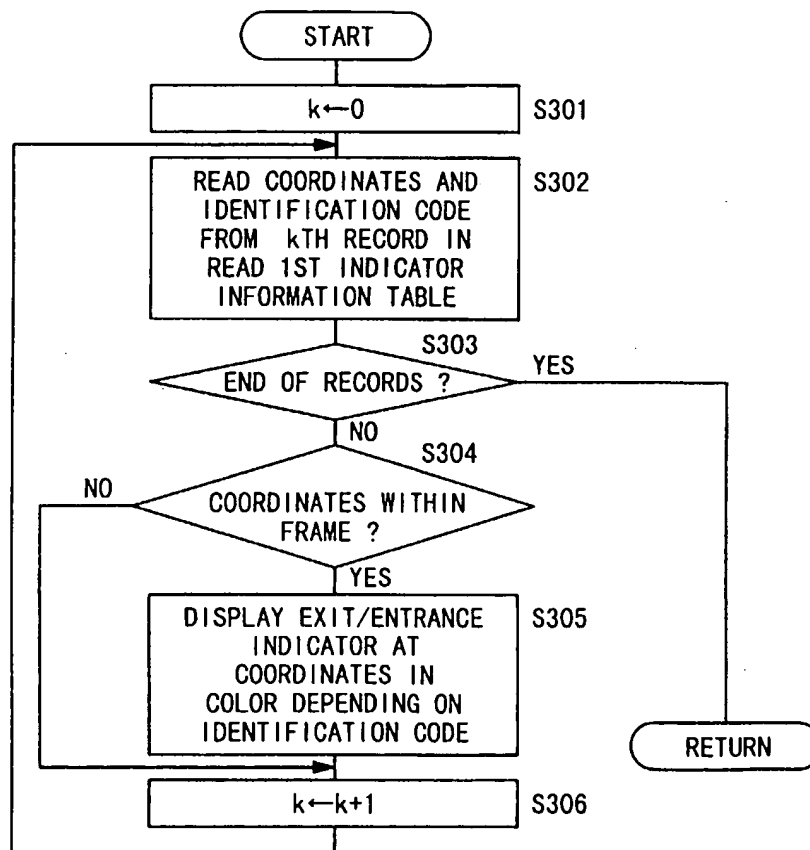 START
k←0
S301
READ COORDINATES AND
IDENTIFICATION CODE
FROM kTH RECORD IN
READ 1ST INDICATOR
INFORMATION TABLE
S302
S303
END OF RECORDS ?
YES
NO
S304
NO
COORDINATES WITHIN
FRAME ?
YES
DISPLAY EXIT/ENTRANCE
INDICATOR AT
COORDINATES IN
COLOR DEPENDING ON
IDENTIFICATION CODE
S305
RETURN
k←k+1
S306